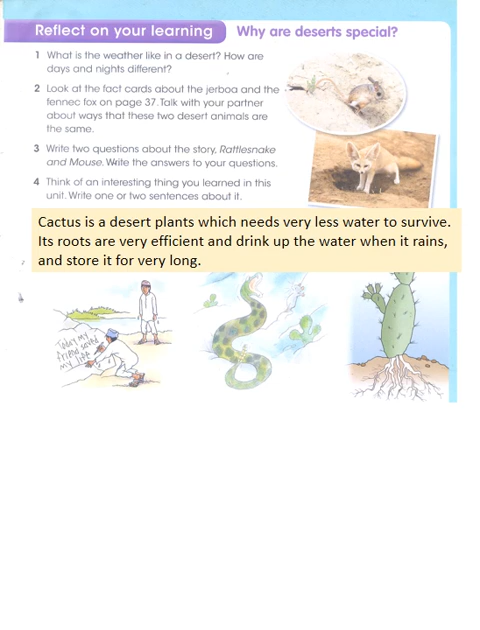 Reflect on your learning
Why are deserts special?
1 What is the weather like in a desert? How are
days and nights different?
2 Look at the fact cards about the jerboa and the
fennec fox on page 37. Talk with your partner
about ways that these two desert animals are
the same.
3 Write two questions about the story, Rattlesnake
and Mouse. Write the answers to your questions.
4 Think of an interesting thing you learned in this
unit. Write one or two sentences about it.
Cactus is a desert plants which needs very less water to survive.
Its roots are very efficient and drink up the water when it rains,
and store it for very long.
Today my
friend saved
my life